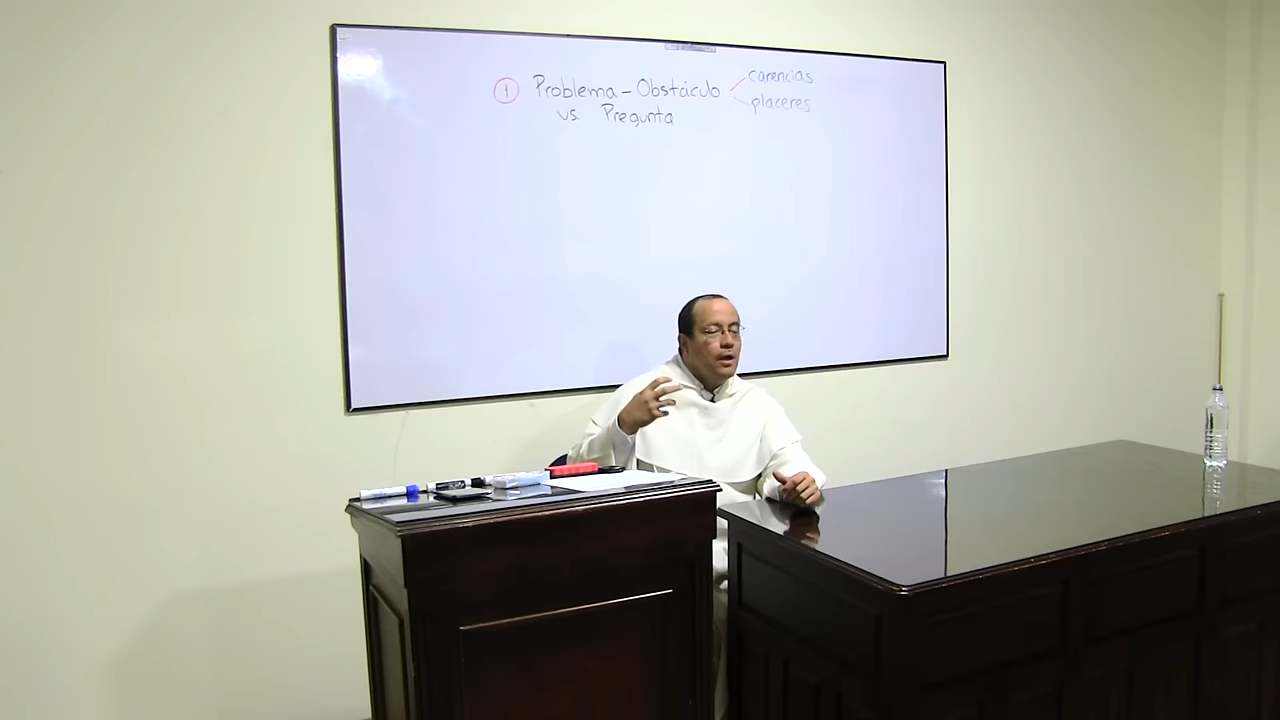 ① Problema - Obstáculo
carencias
placeres
vs. Pregunta